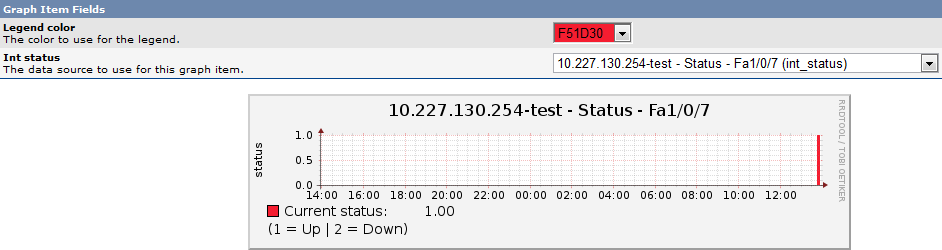 Graph Item Fields
Legend color
The color to use for the legend.
F51D30
Int status
The data source to use for this graph item.
10.227.130.254-test - Status - Fa1/0/7 (int_status)
10.227.130.254-test - Status - Fa1/0/7
RRDTOOL / TOBI OETIKER
status
1.0
0.5
0.0
14:00 16:00 18:00 20:00 22:00 00:00 02:00 04:00 06:00 08:00 10:00 12:00
Current status: 1.00
(1 = Up | 2 = Down)